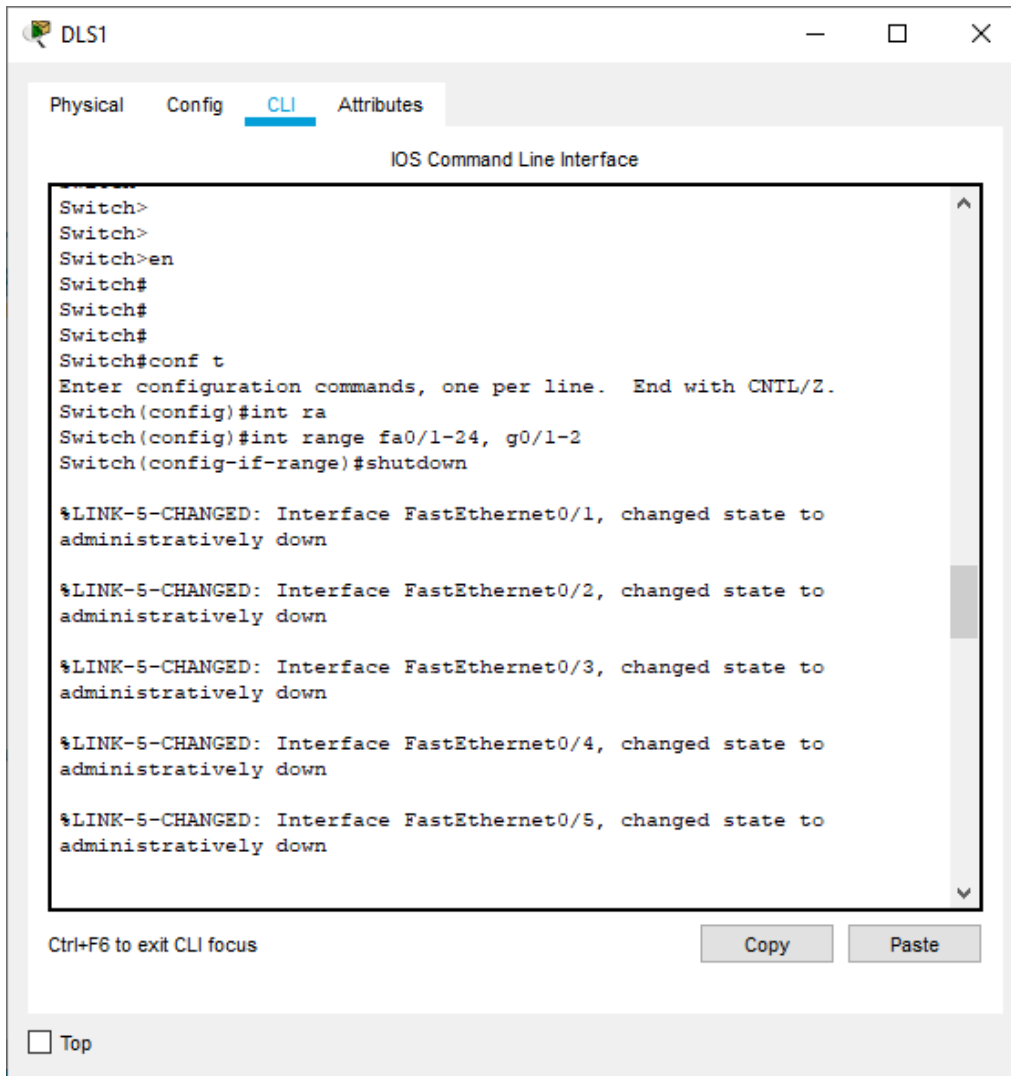 DLS1
Physical Config CLI Attributes
IOS Command Line Interface
Switch>
Switch>
Switch>en
Switch#
Switch#
Switch#
Switch#conf t
Enter configuration commands, one per line.  End with CNTL/Z.
Switch(config)#int ra
Switch(config)#int range fa0/1-24, g0/1-2
Switch(config-if-range)#shutdown
%LINK-5-CHANGED: Interface FastEthernet0/1, changed state to
administratively down
%LINK-5-CHANGED: Interface FastEthernet0/2, changed state to
administratively down
%LINK-5-CHANGED: Interface FastEthernet0/3, changed state to
administratively down
%LINK-5-CHANGED: Interface FastEthernet0/4, changed state to
administratively down
%LINK-5-CHANGED: Interface FastEthernet0/5, changed state to
administratively down
Ctrl+F6 to exit CLI focus
Copy Paste
Top